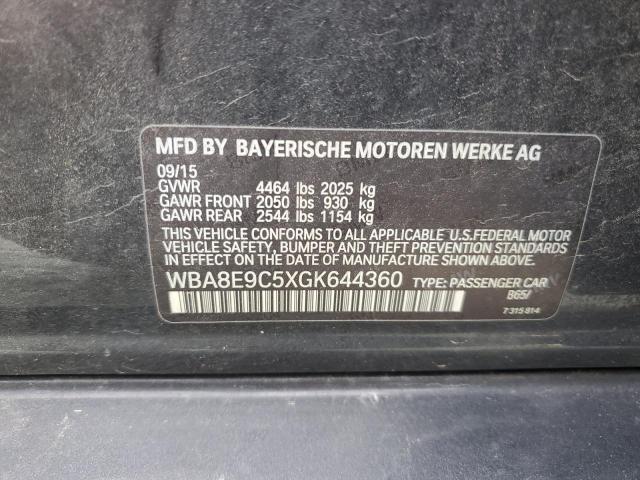 MFD BY BAYERISCHE MOTOREN WERKE AG
09/15
GVWR 4464 lbs 2025 kg
GAWR FRONT 2050 lbs 930 kg
GAWR REAR 2544 lbs 1154 kg
THIS VEHICLE CONFORMS TO ALL APPLICABLE U.S.FEDERAL MOTOR
VEHICLE SAFETY, BUMPER AND THEFT PREVENTION STANDARDS
IN EFFECT ON THE DATE OF MANUFACTURE SHOWN ABOVE.
WBA8E9C5XGK644360 TYPE: PASSENGER CAR
B65/
7 315 814